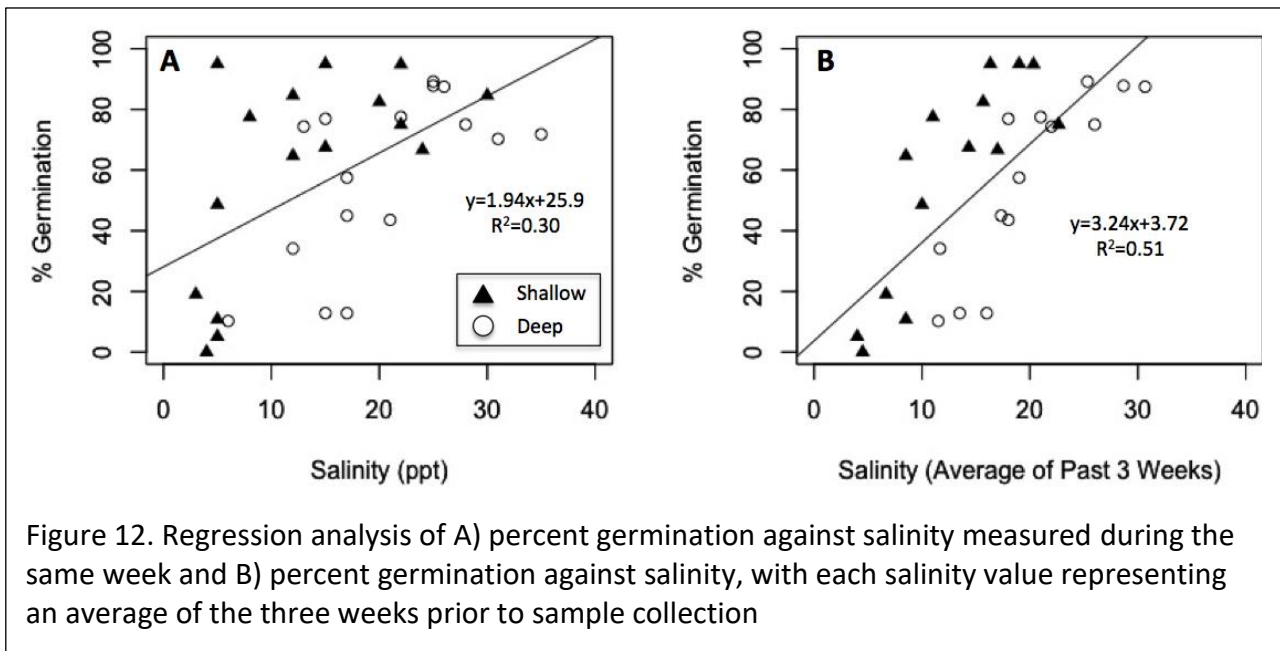 A
100
80
60
40
20
0
% Germination
y=1.94x+25.9
R²=0.30
Shallow
Deep
0 10 20 30 40
Salinity (ppt)
B
100
80
60
40
20
0
% Germination
y=3.24x+3.72
R²=0.51
0 10 20 30 40
Salinity (Average of Past 3 Weeks)
Figure 12. Regression analysis of A) percent germination against salinity measured during the
same week and B) percent germination against salinity, with each salinity value representing
an average of the three weeks prior to sample collection